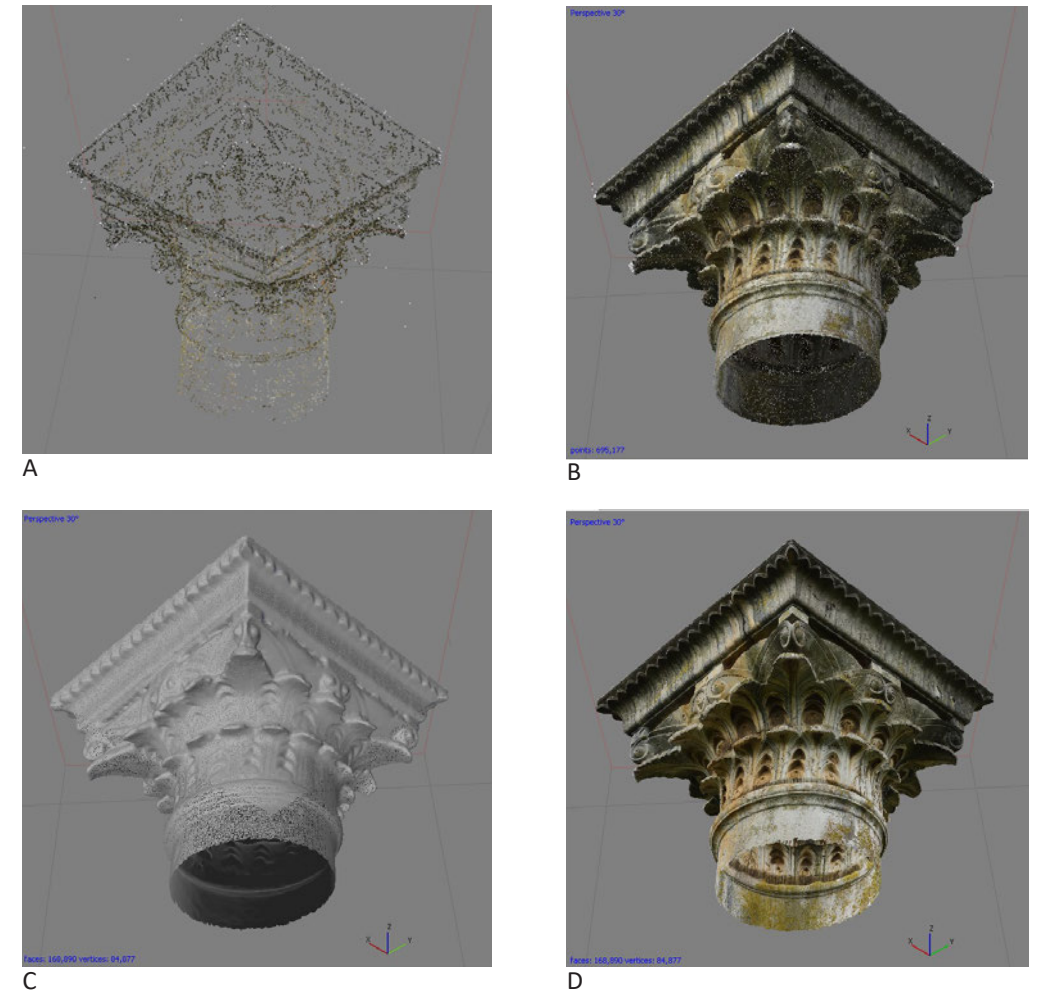 Perspective 30°
points: 695,177
Z
X
Y
A
B
Perspective 30°
Perspective 30°
faces: 168,890 vertices: 84,877
Z
X
Y
faces: 168,890 vertices: 84,877
Z
X
Y
C
D